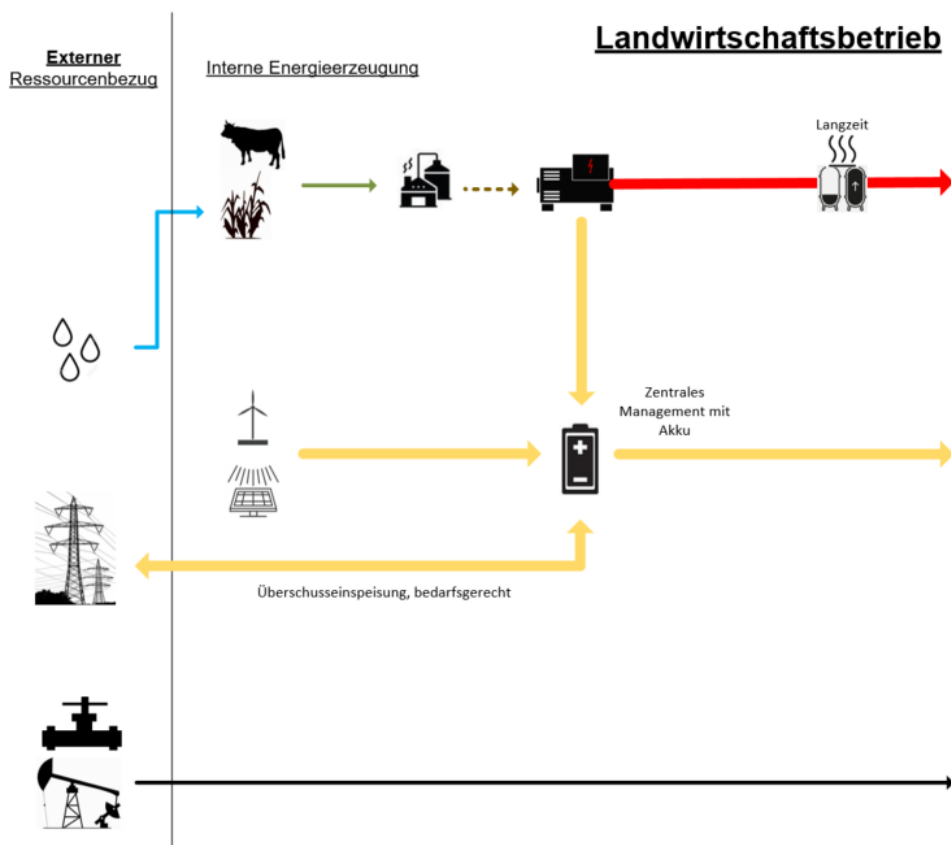 Landwirtschaftsbetrieb
Externer
Ressourcenbezug
Interne Energieerzeugung
Langzeit
Zentrales
Management mit
Akku
Überschusseinspeisung, bedarfsgerecht